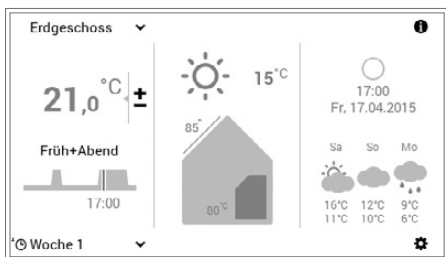 Erdgeschoss
21,0 °C ±
Früh+Abend
17:00
Woche 1
15°C
85°
80°C
17:00
Fr, 17.04.2015
Sa So Mo
16°C 12°C 9°C
11°C 10°C 6°C